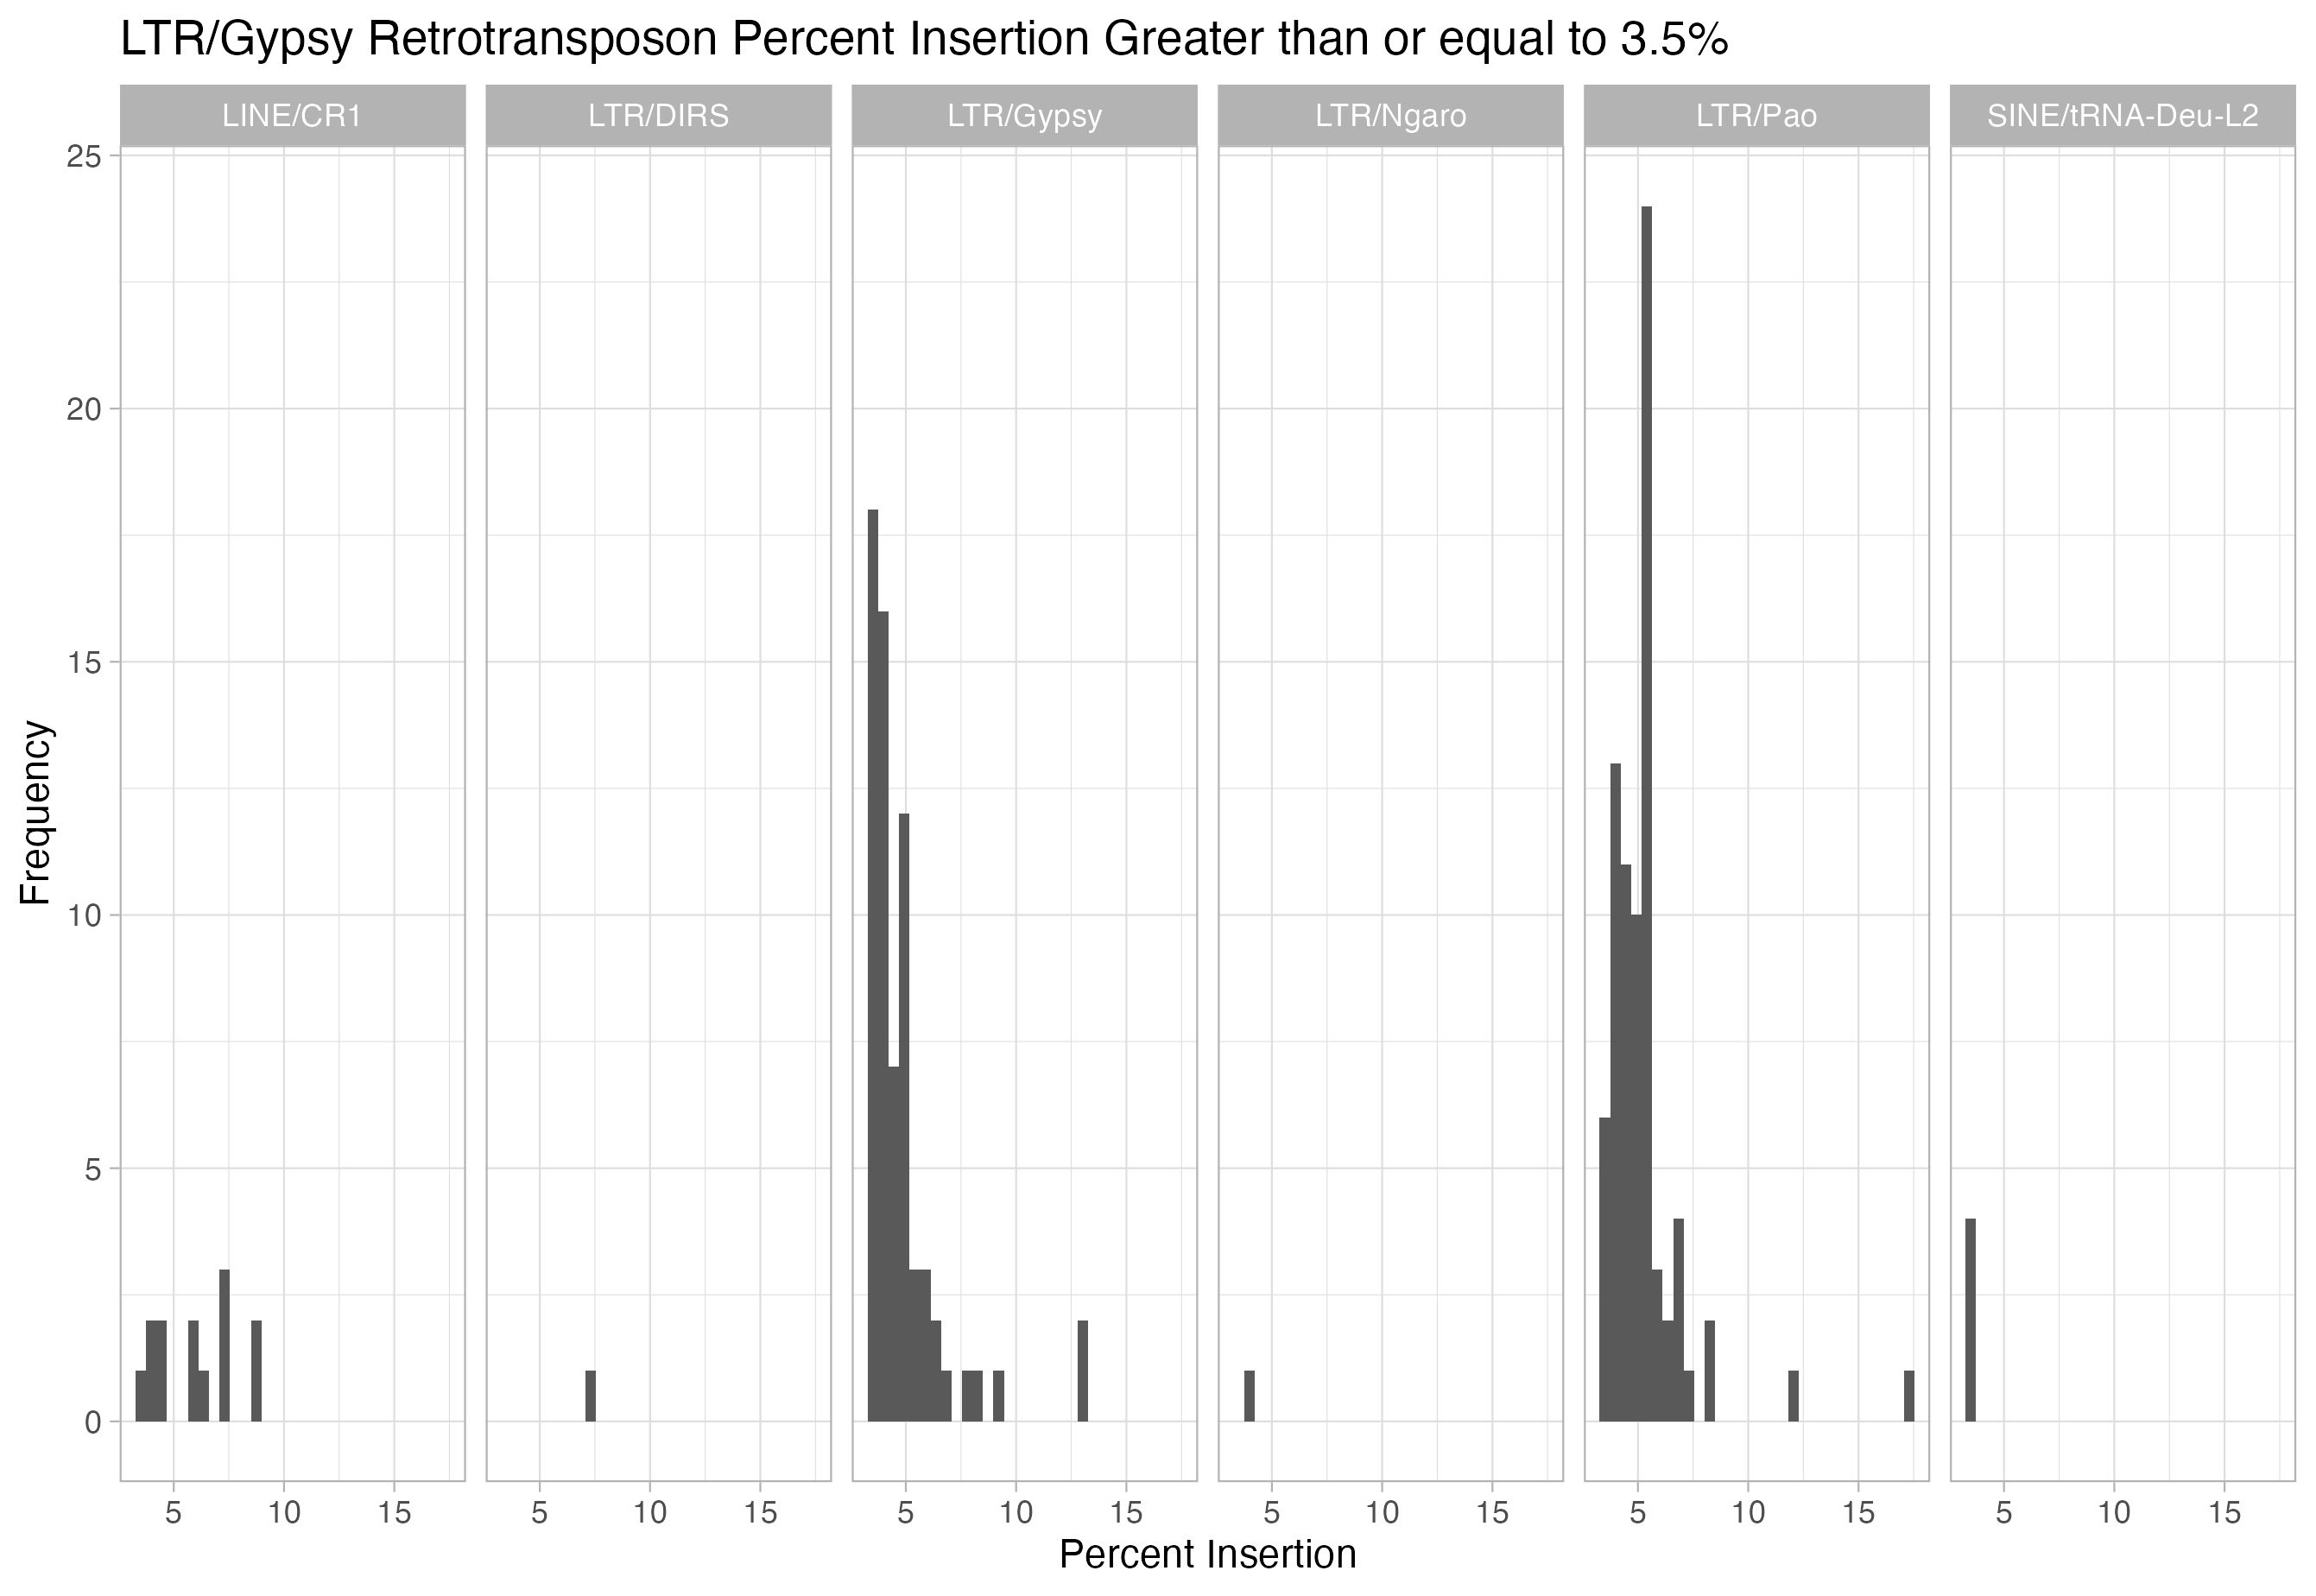 LTR/Gypsy Retrotransposon Percent Insertion Greater than or equal to 3.5%
LINE/CR1 LTR/DIRS LTR/Gypsy LTR/Ngaro LTR/Pao SINE/tRNA-Deu-L2
25
20
15
10
5
0
Frequency
5 10 15 5 10 15 5 10 15 5 10 15 5 10 15 5 10 15
Percent Insertion